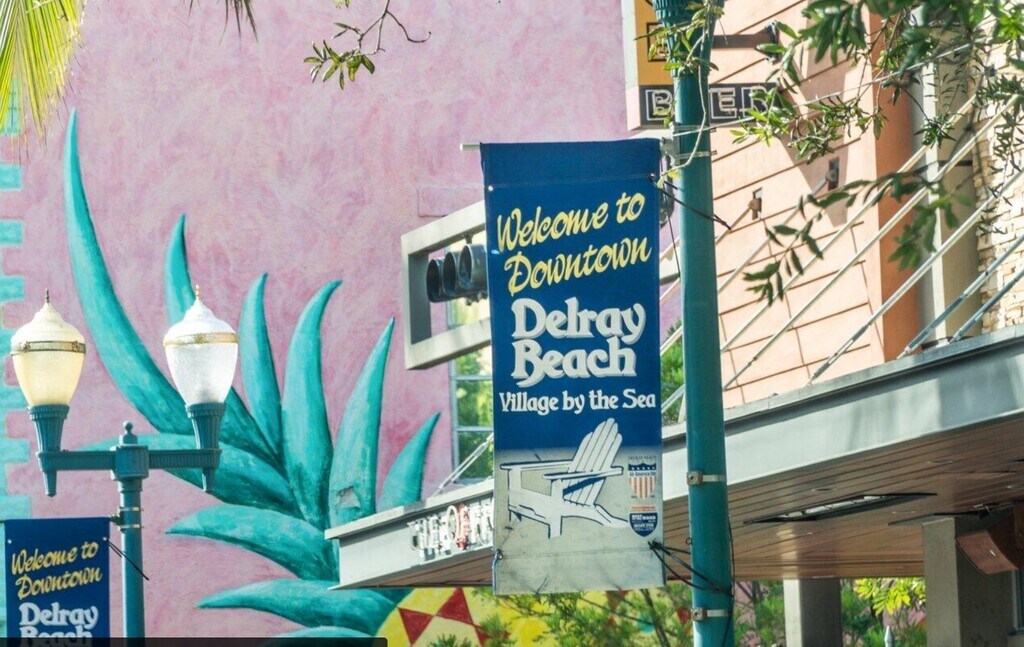 Welcome to
Downtown
Delray
Beach
Village by the Sea
Welcome to
Downtown
Delray
Beach